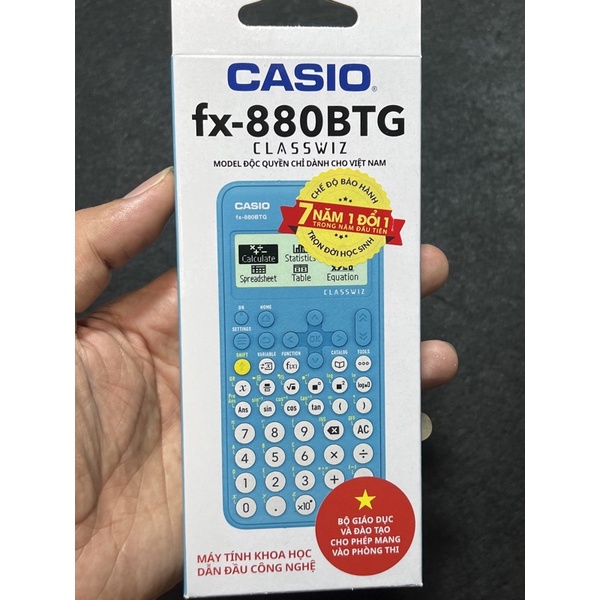 CASIO®
fx-880BTG
CLASSWIZ
MODEL ĐỘC QUYỀN CHỈ DÀNH CHO VIỆT NAM
CHẾ ĐỘ BẢO HÀNH
7 NĂM 1 ĐỔI 1
TRONG NĂM ĐẦU TIÊN
TRỌN ĐỜI HỌC SINH
CASIO
fx-880BTG
Calculate Statistics
Spreadsheet Table Equation
CLASSWIZ
ON HOME
SETTINGS
OK
SHIFT VARIABLE FUNCTION CATALOG TOOLS
x f(x)
QR
x log■□
Ans sin cos tan ( )
7 8 9 AC
4 5 6 × ÷
1 2 3 + −
0 . ×10
BỘ GIÁO DỤC
VÀ ĐÀO TẠO
CHO PHÉP MANG
VÀO PHÒNG THI
MÁY TÍNH KHOA HỌC
DẪN ĐẦU CÔNG NGHỆ